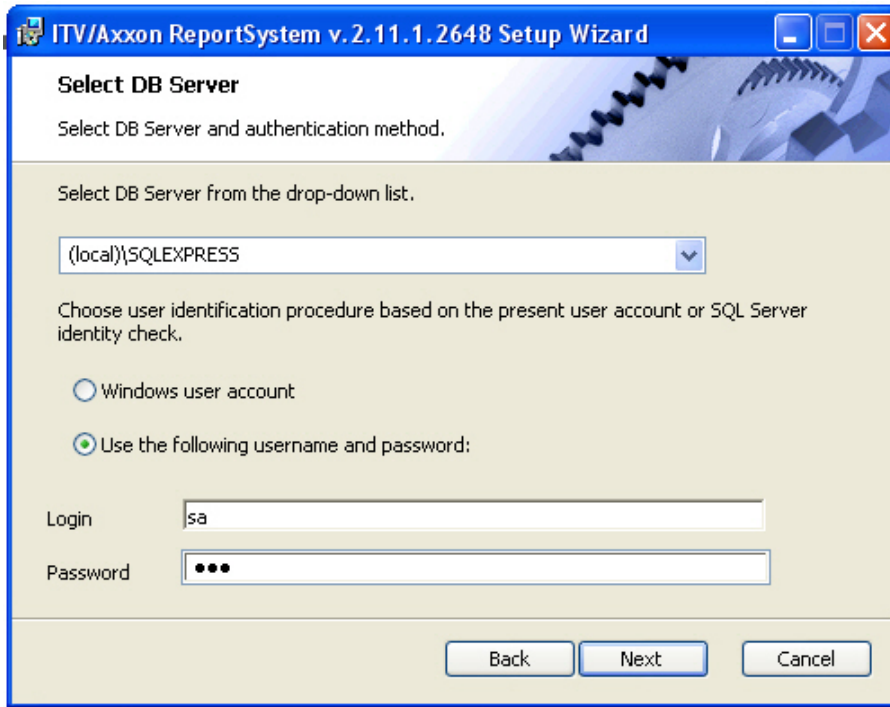 ITV/Axxon ReportSystem v.2.11.1.2648 Setup Wizard
Select DB Server
Select DB Server and authentication method.
Select DB Server from the drop-down list.
(local)\SQLEXPRESS
Choose user identification procedure based on the present user account or SQL Server
identity check.
Windows user account
Use the following username and password:
Login
sa
Password
●●●
Back
Next
Cancel